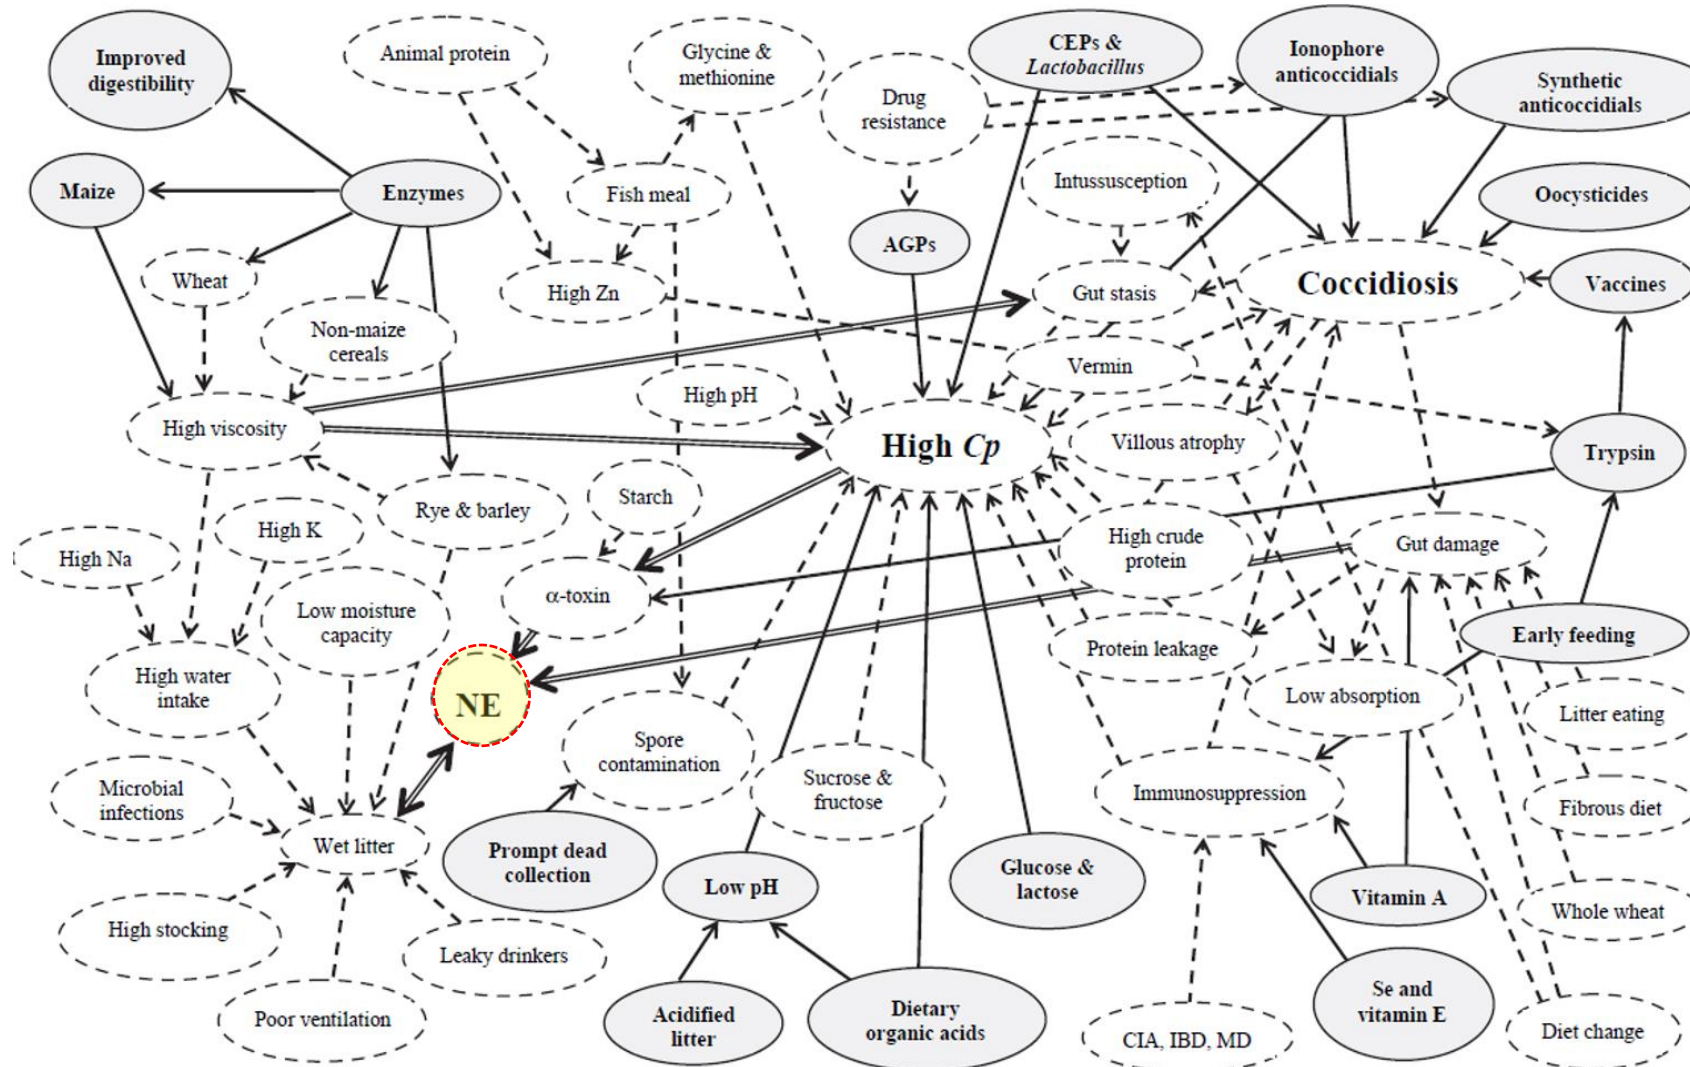 Improved
digestibility
Animal protein
Glycine &
methionine
CEPs &
Lactobacillus
Ionophore
anticoccidials
Synthetic
anticoccidials
Drug
resistance
Maize
Enzymes
Fish meal
Intussusception
Oocysticides
AGPs
Wheat
High Zn
Gut stasis
Coccidiosis
Vaccines
Non-maize
cereals
Vermin
High pH
High viscosity
High Cp
Villous atrophy
Trypsin
Starch
Rye & barley
High K
High Na
High crude
protein
Gut damage
α-toxin
Low moisture
capacity
Early feeding
Protein leakage
High water
intake
NE
Low absorption
Litter eating
Spore
contamination
Sucrose &
fructose
Microbial
infections
Immunosuppression
Fibrous diet
Wet litter
Prompt dead
collection
Low pH
Glucose &
lactose
Vitamin A
Whole wheat
High stocking
Leaky drinkers
Poor ventilation
Acidified
litter
Dietary
organic acids
Se and
vitamin E
CIA, IBD, MD
Diet change